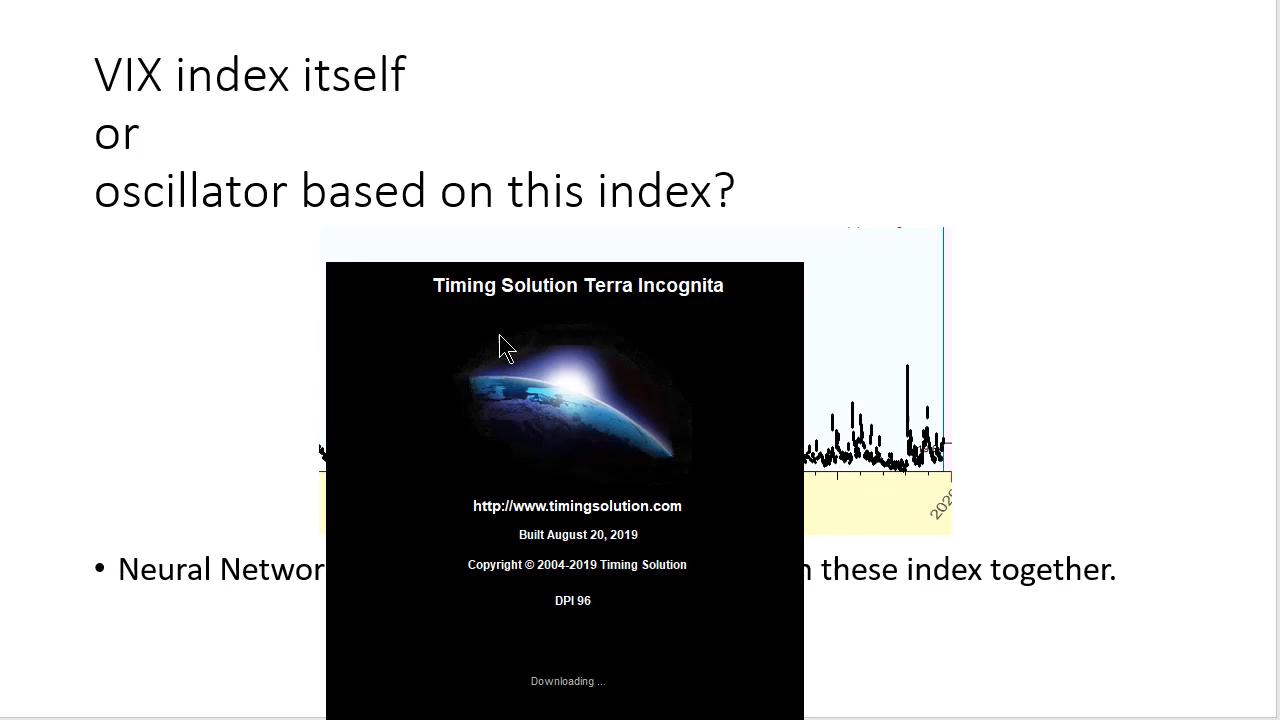 VIX index itself
or
oscillator based on this index?
Timing Solution Terra Incognita
http://www.timingsolution.com
Built August 20, 2019
Copyright © 2004-2019 Timing Solution
DPI 96
Downloading ...
• Neural Networ
these index together.